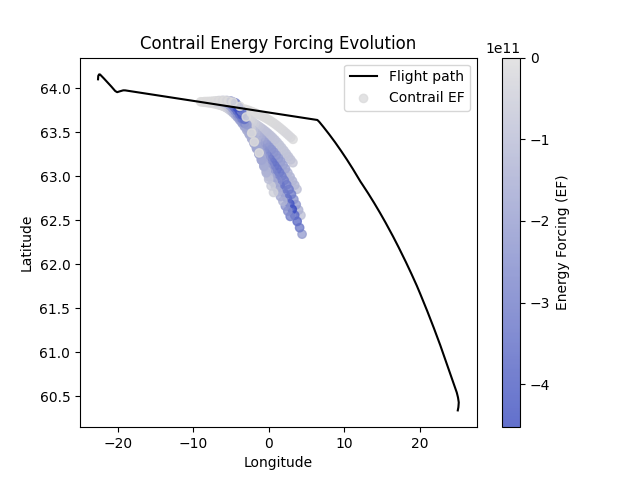 Contrail Energy Forcing Evolution
1e11
Flight path
Contrail EF
64.0
63.5
63.0
62.5
62.0
61.5
61.0
60.5
Latitude
−20
−10
0
10
20
Longitude
0
−1
−2
−3
−4
Energy Forcing (EF)